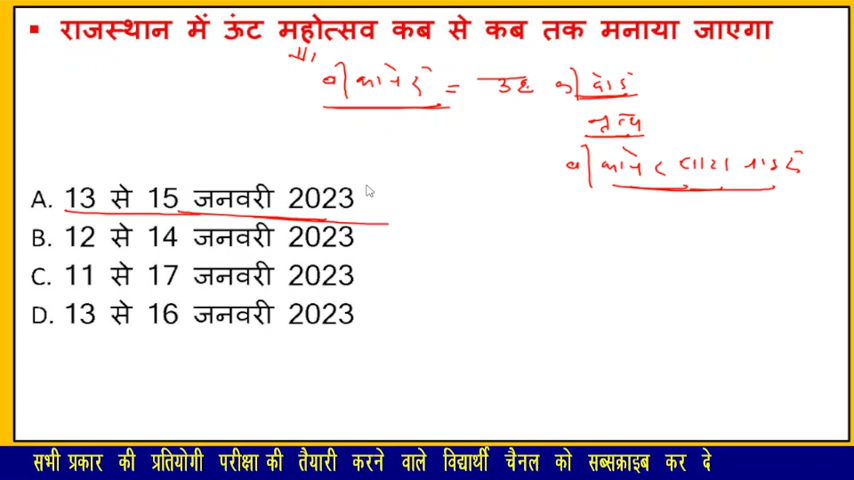 ▪ राजस्थान में ऊंट महोत्सव कब से कब तक मनाया जाएगा
बीकानेर = उष्ट्र की दौड
नृत्य
बीकानेर
A. 13 से 15 जनवरी 2023
B. 12 से 14 जनवरी 2023
C. 11 से 17 जनवरी 2023
D. 13 से 16 जनवरी 2023
सभी प्रकार की प्रतियोगी परीक्षा की तैयारी करने वाले विद्यार्थी चैनल को सब्सक्राइब कर दे